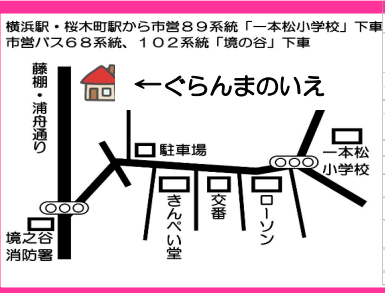 横浜駅・桜木町駅から市営８９系統「一本松小学校」下車
市営バス６８系統、１０２系統「境の谷」下車
藤棚・浦舟通り
←ぐらんまのいえ
駐車場
一本松
小学校
きんぺい堂
交番
ローソン
境之谷
消防署